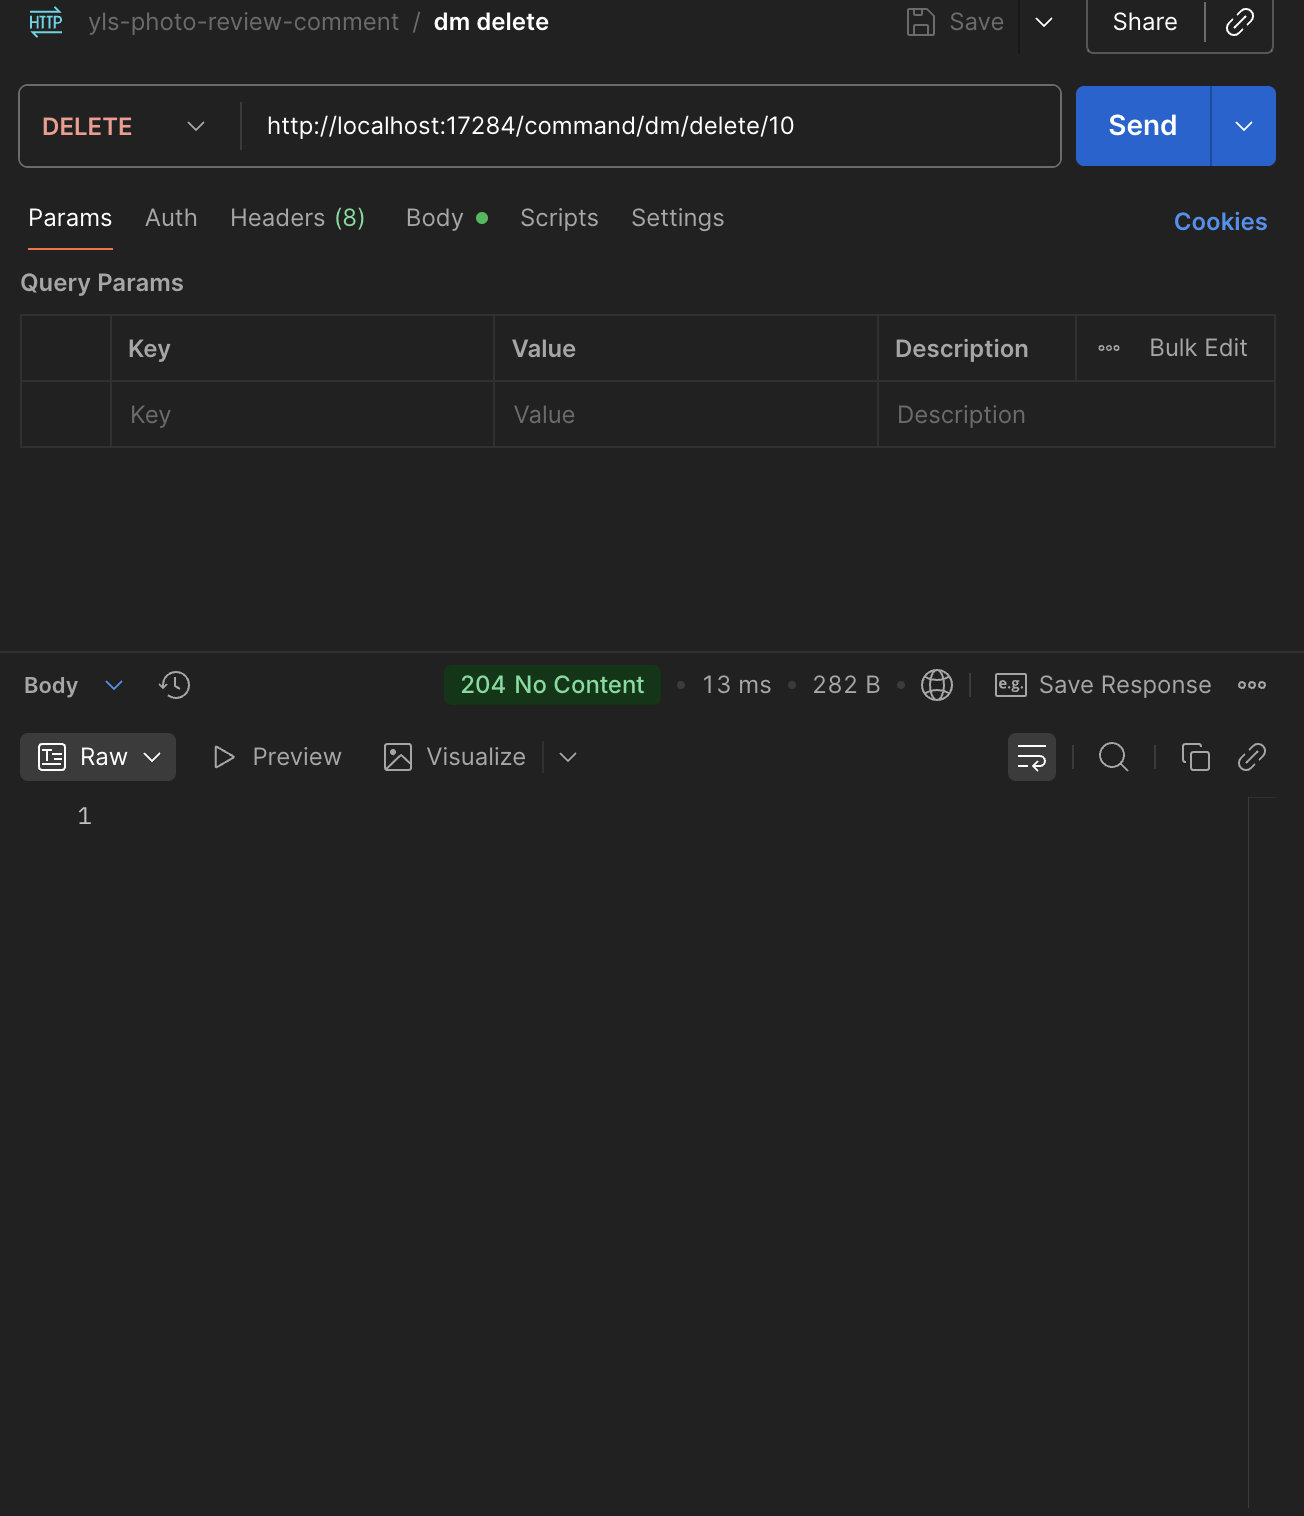 HTTP yls-photo-review-comment / dm delete Save Share
DELETE http://localhost:17284/command/dm/delete/10 Send
Params Auth Headers (8) Body Scripts Settings Cookies
Query Params
Key Value Description Bulk Edit
Key Value Description
Body 204 No Content 13 ms 282 B e.g. Save Response
Raw Preview Visualize
1